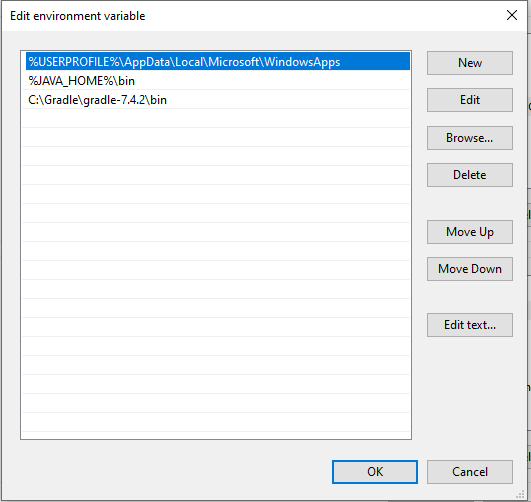 Edit environment variable
%USERPROFILE%\AppData\Local\Microsoft\WindowsApps
%JAVA_HOME%\bin
C:\Gradle\gradle-7.4.2\bin
New
Edit
Browse...
Delete
Move Up
Move Down
Edit text...
OK
Cancel